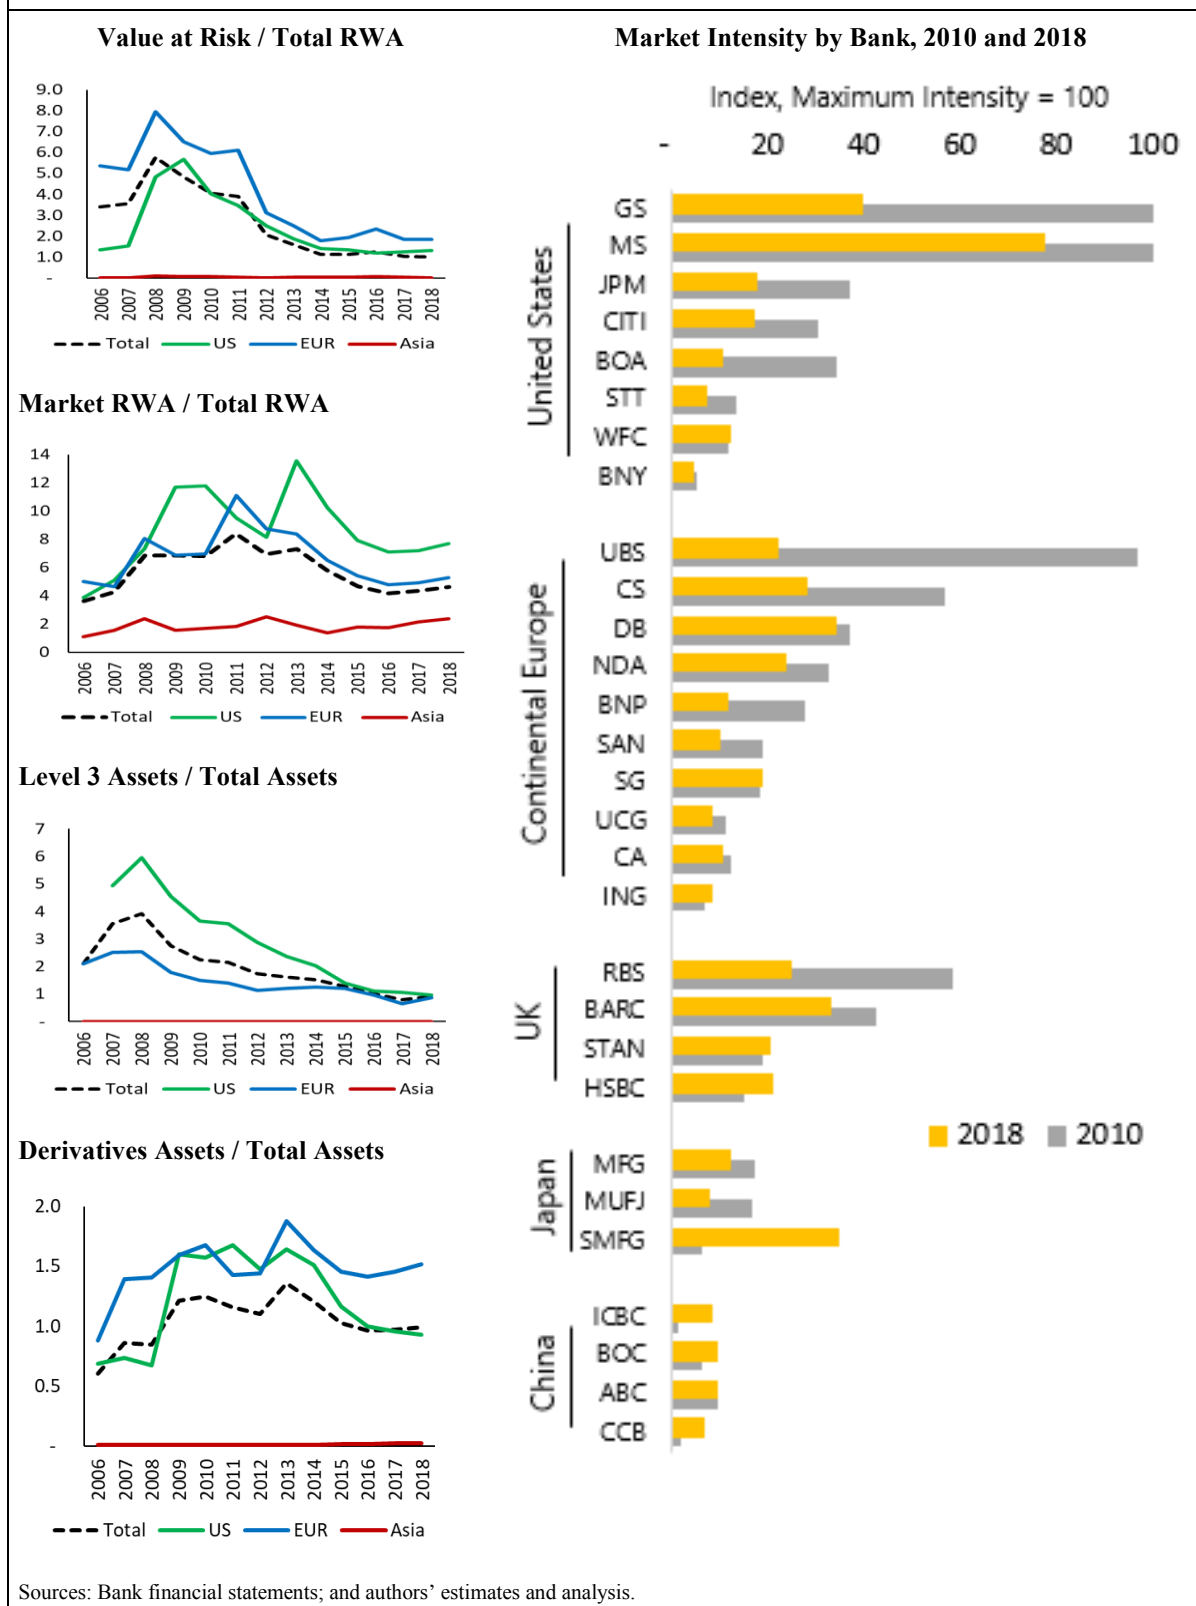 Value at Risk / Total RWA
9.0
8.0
7.0
6.0
5.0
4.0
3.0
2.0
1.0
-
2006 2007 2008 2009 2010 2011 2012 2013 2014 2015 2016 2017 2018
Total US EUR Asia
Market RWA / Total RWA
14
12
10
8
6
4
2
0
2006 2007 2008 2009 2010 2011 2012 2013 2014 2015 2016 2017 2018
Total US EUR Asia
Level 3 Assets / Total Assets
7
6
5
4
3
2
1
-
2006 2007 2008 2009 2010 2011 2012 2013 2014 2015 2016 2017 2018
Total US EUR Asia
Derivatives Assets / Total Assets
2.0
1.5
1.0
0.5
-
2006 2007 2008 2009 2010 2011 2012 2013 2014 2015 2016 2017 2018
Total US EUR Asia
Market Intensity by Bank, 2010 and 2018
Index, Maximum Intensity = 100
- 20 40 60 80 100
United States
GS
MS
JPM
CITI
BOA
STT
WFC
BNY
Continental Europe
UBS
CS
DB
NDA
BNP
SAN
SG
UCG
CA
ING
UK
RBS
BARC
STAN
HSBC
2018 2010
Japan
MFG
MUFJ
SMFG
China
ICBC
BOC
ABC
CCB
Sources: Bank financial statements; and authors’ estimates and analysis.